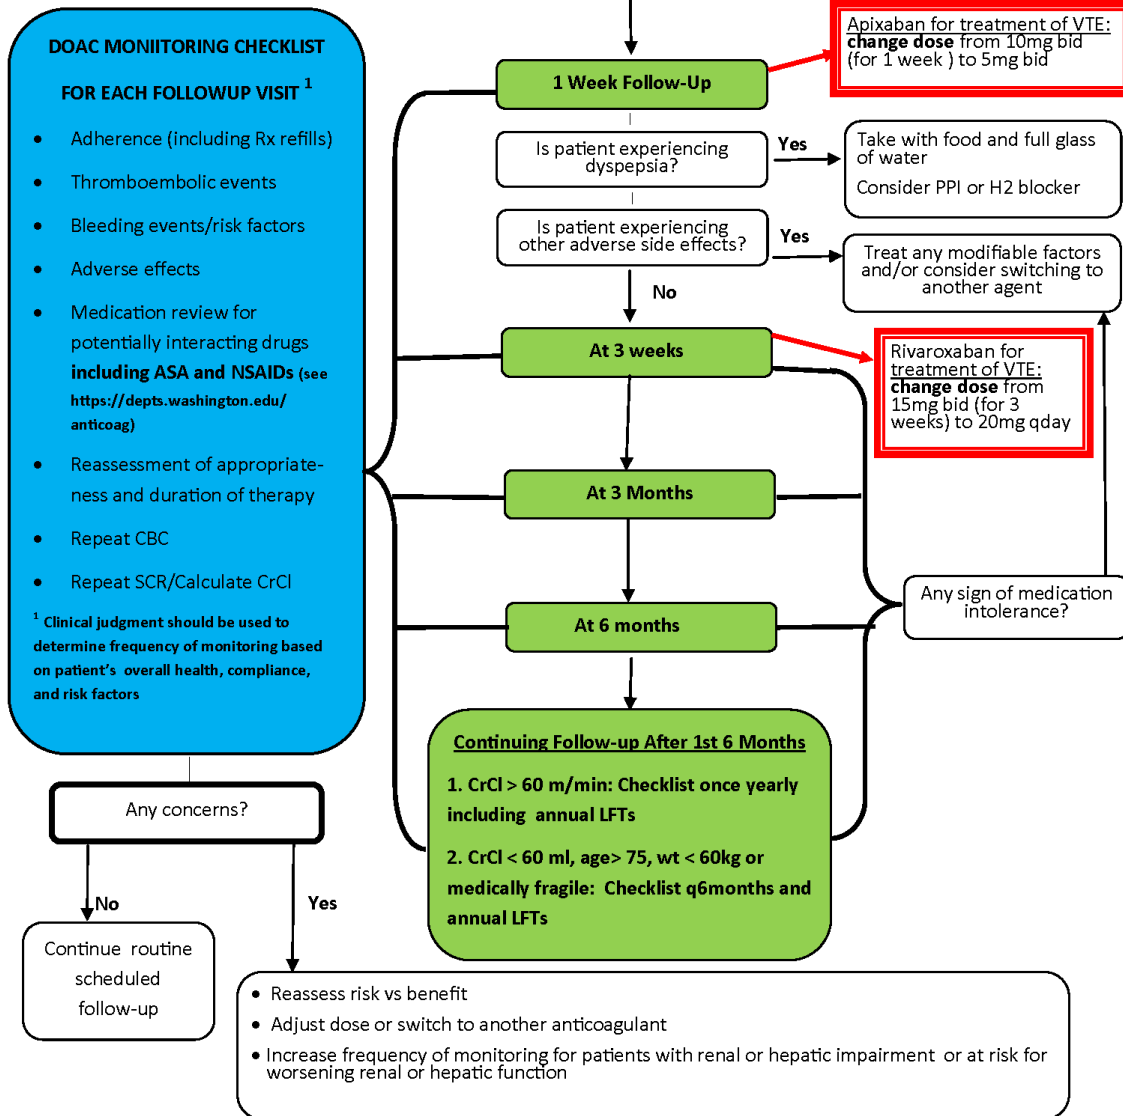 DOAC MONIITORING CHECKLIST
FOR EACH FOLLOWUP VISIT 1
• Adherence (including Rx refills)
• Thromboembolic events
• Bleeding events/risk factors
• Adverse effects
• Medication review for
potentially interacting drugs
including ASA and NSAIDs (see
https://depts.washington.edu/
anticoag)
• Reassessment of appropriate-
ness and duration of therapy
• Repeat CBC
• Repeat SCR/Calculate CrCl
1 Clinical judgment should be used to
determine frequency of monitoring based
on patient's overall health, compliance,
and risk factors
Any concerns?
No
Yes
Continue routine
scheduled
follow-up
• Reassess risk vs benefit
• Adjust dose or switch to another anticoagulant
• Increase frequency of monitoring for patients with renal or hepatic impairment or at risk for
worsening renal or hepatic function
1 Week Follow-Up
Apixaban for treatment of VTE:
change dose from 10mg bid
(for 1 week ) to 5mg bid
Is patient experiencing
dyspepsia?
Yes
Take with food and full glass
of water
Consider PPI or H2 blocker
Is patient experiencing
other adverse side effects?
Yes
Treat any modifiable factors
and/or consider switching to
another agent
No
At 3 weeks
Rivaroxaban for
treatment of VTE:
change dose from
15mg bid (for 3
weeks) to 20mg qday
At 3 Months
Any sign of medication
intolerance?
At 6 months
Continuing Follow-up After 1st 6 Months
1. CrCl > 60 m/min: Checklist once yearly
including annual LFTs
2. CrCl < 60 ml, age> 75, wt < 60kg or
medically fragile: Checklist q6months and
annual LFTs